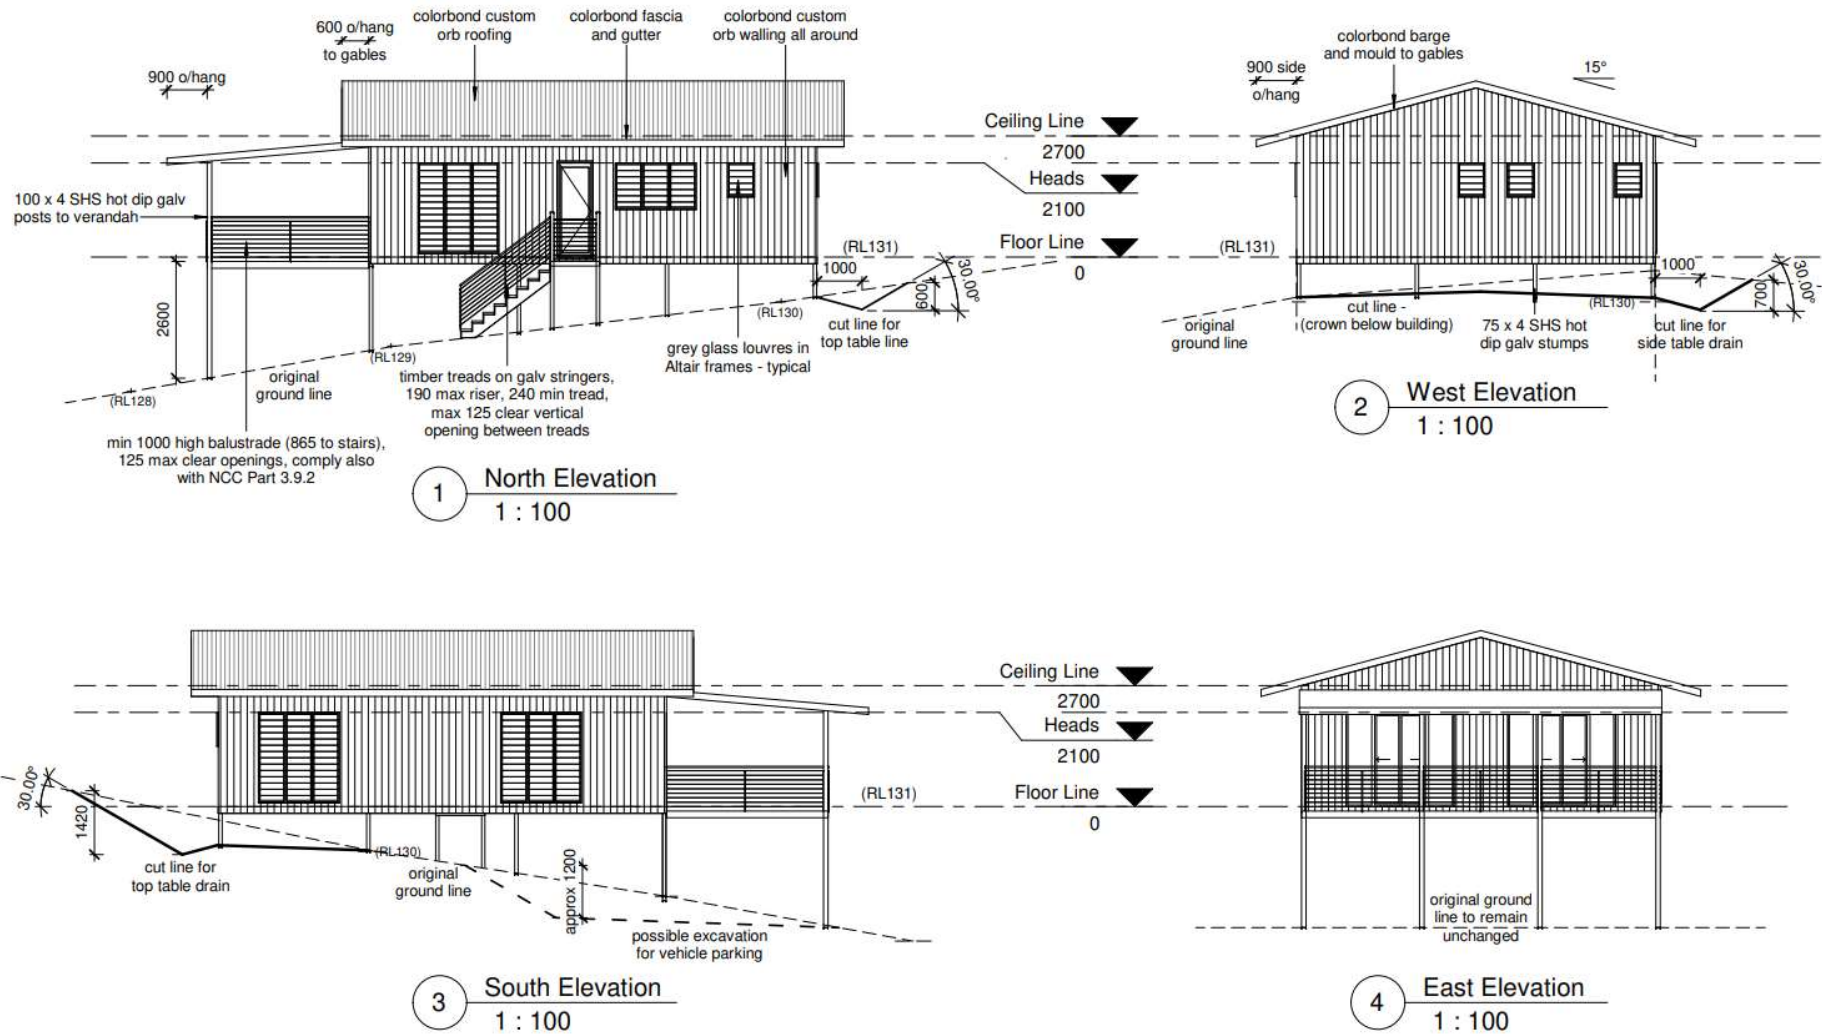 colorbond custom
orb roofing
colorbond fascia
and gutter
colorbond custom
orb walling all around
600 o/hang
to gables
900 o/hang
100 x 4 SHS hot dip galv
posts to verandah
2600
(RL128)
(RL129)
(RL130)
(RL131)
original
ground line
1000
600
30.00°
cut line for
top table line
grey glass louvres in
Altair frames - typical
timber treads on galv stringers,
190 max riser, 240 min tread,
max 125 clear vertical
opening between treads
min 1000 high balustrade (865 to stairs),
125 max clear openings, comply also
with NCC Part 3.9.2
1
North Elevation
1 : 100
Ceiling Line
2700
Heads
2100
Floor Line
0
colorbond barge
and mould to gables
900 side
o/hang
15°
(RL131)
1000
700
30.00°
(RL130)
original
ground line
cut line -
(crown below building)
75 x 4 SHS hot
dip galv stumps
cut line for
side table drain
2
West Elevation
1 : 100
30.00°
1420
cut line for
top table drain
(RL130)
original
ground line
approx 1200
possible excavation
for vehicle parking
(RL131)
3
South Elevation
1 : 100
Ceiling Line
2700
Heads
2100
Floor Line
0
original ground
line to remain
unchanged
4
East Elevation
1 : 100